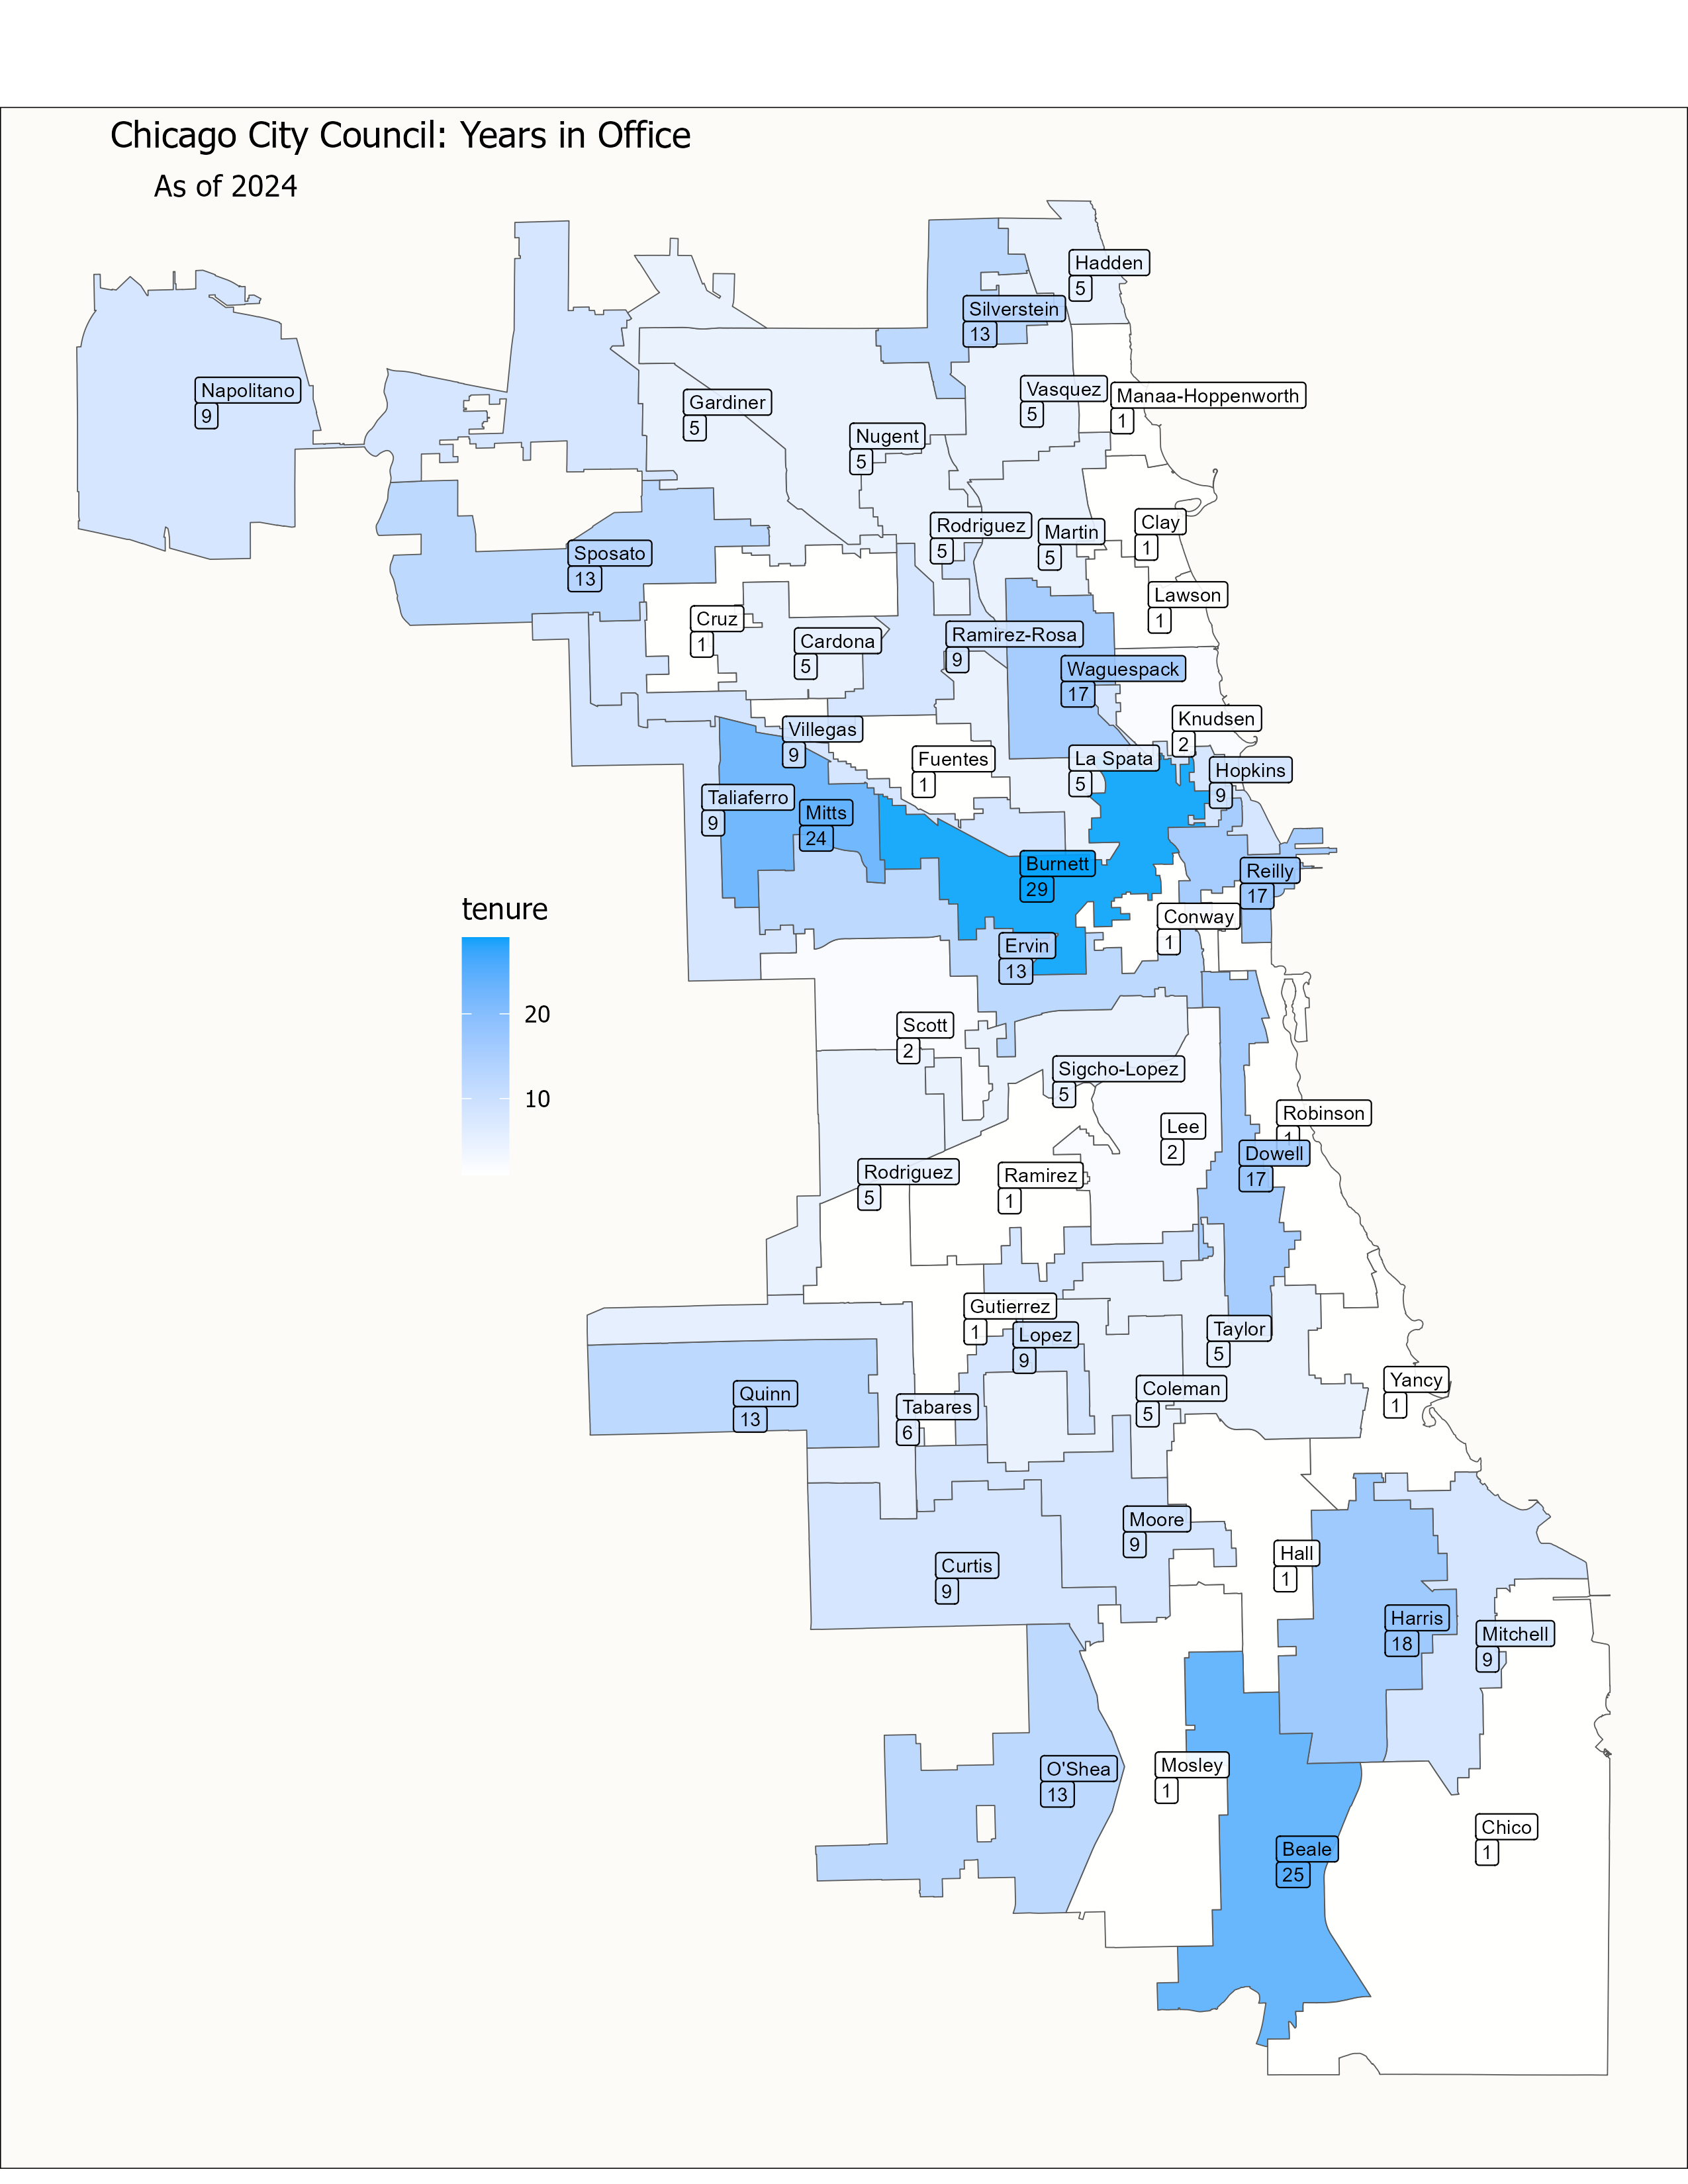 Chicago City Council: Years in Office
As of 2024
Hadden
5
Silverstein
13
Napolitano
9
Gardiner
5
Vasquez
5
Manaa-Hoppenworth
1
Nugent
5
Rodriguez
5
Martin
5
Clay
1
Sposato
13
Lawson
1
Cruz
1
Cardona
5
Ramirez-Rosa
9
Waguespack
17
Knudsen
2
Villegas
9
Fuentes
1
La Spata
5
Hopkins
9
Taliaferro
9
Mitts
24
Burnett
29
Reilly
17
Conway
1
Ervin
13
tenure
20
10
Scott
2
Sigcho-Lopez
5
Robinson
1
Lee
2
Dowell
17
Rodriguez
5
Ramirez
1
Gutierrez
1
Lopez
9
Taylor
5
Quinn
13
Tabares
6
Coleman
5
Yancy
1
Moore
9
Hall
1
Curtis
9
Harris
18
Mitchell
9
O'Shea
13
Mosley
1
Chico
1
Beale
25